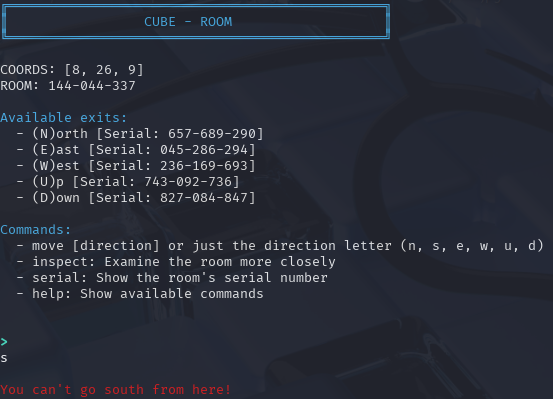 CUBE - ROOM
COORDS: [8, 26, 9]
ROOM: 144-044-337
Available exits:
- (N)orth [Serial: 657-689-290]
- (E)ast [Serial: 045-286-294]
- (W)est [Serial: 236-169-693]
- (U)p [Serial: 743-092-736]
- (D)own [Serial: 827-084-847]
Commands:
- move [direction] or just the direction letter (n, s, e, w, u, d)
- inspect: Examine the room more closely
- serial: Show the room's serial number
- help: Show available commands
>
s
You can't go south from here!